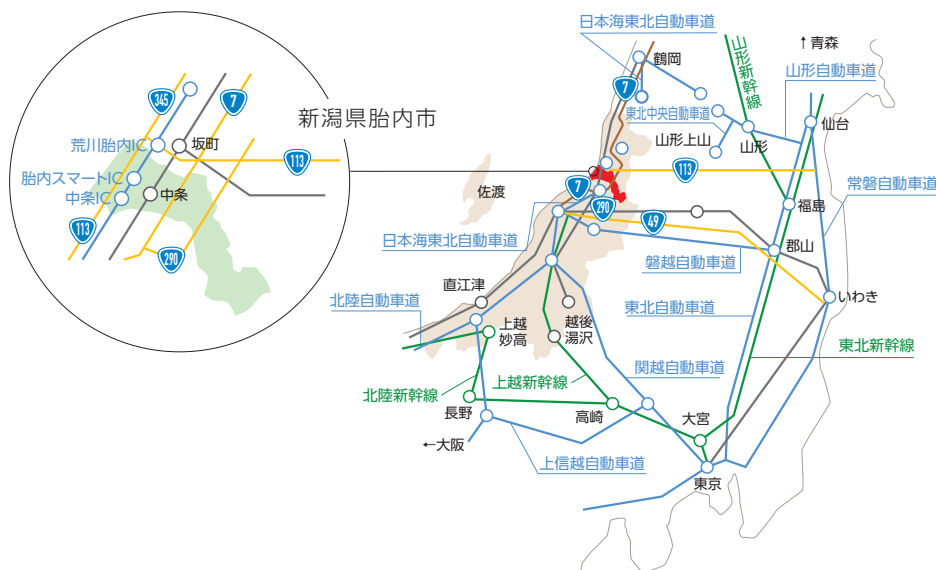 345
7
荒川胎内IC
坂町
113
胎内スマートIC
中条IC
中条
113
290
新潟県胎内市
日本海東北自動車道
鶴岡
7
東北中央自動車道
山形上山
山形新幹線
↑青森
山形自動車道
仙台
山形
113
佐渡
7
290
49
常磐自動車道
福島
日本海東北自動車道
郡山
磐越自動車道
直江津
いわき
北陸自動車道
上越
妙高
越後
湯沢
東北自動車道
東北新幹線
関越自動車道
上越新幹線
北陸新幹線
長野
高崎
大宮
←大阪
上信越自動車道
東京